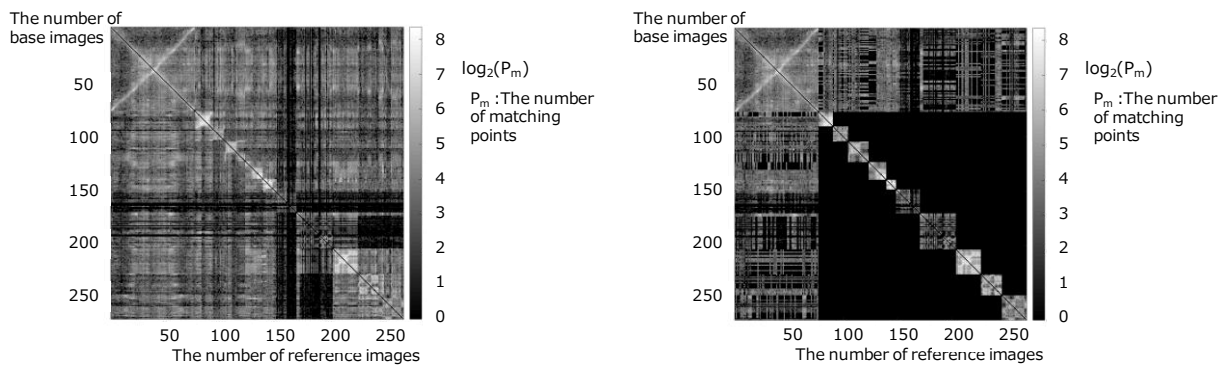 The number of
base images
50
100
150
200
250
50 100 150 200 250
The number of reference images
8
7
6
5
4
3
2
1
0
log₂(Pₘ)
Pₘ :The number
of matching
points
The number of
base images
50
100
150
200
250
50 100 150 200 250
The number of reference images
8
7
6
5
4
3
2
1
0
log₂(Pₘ)
Pₘ :The number
of matching
points